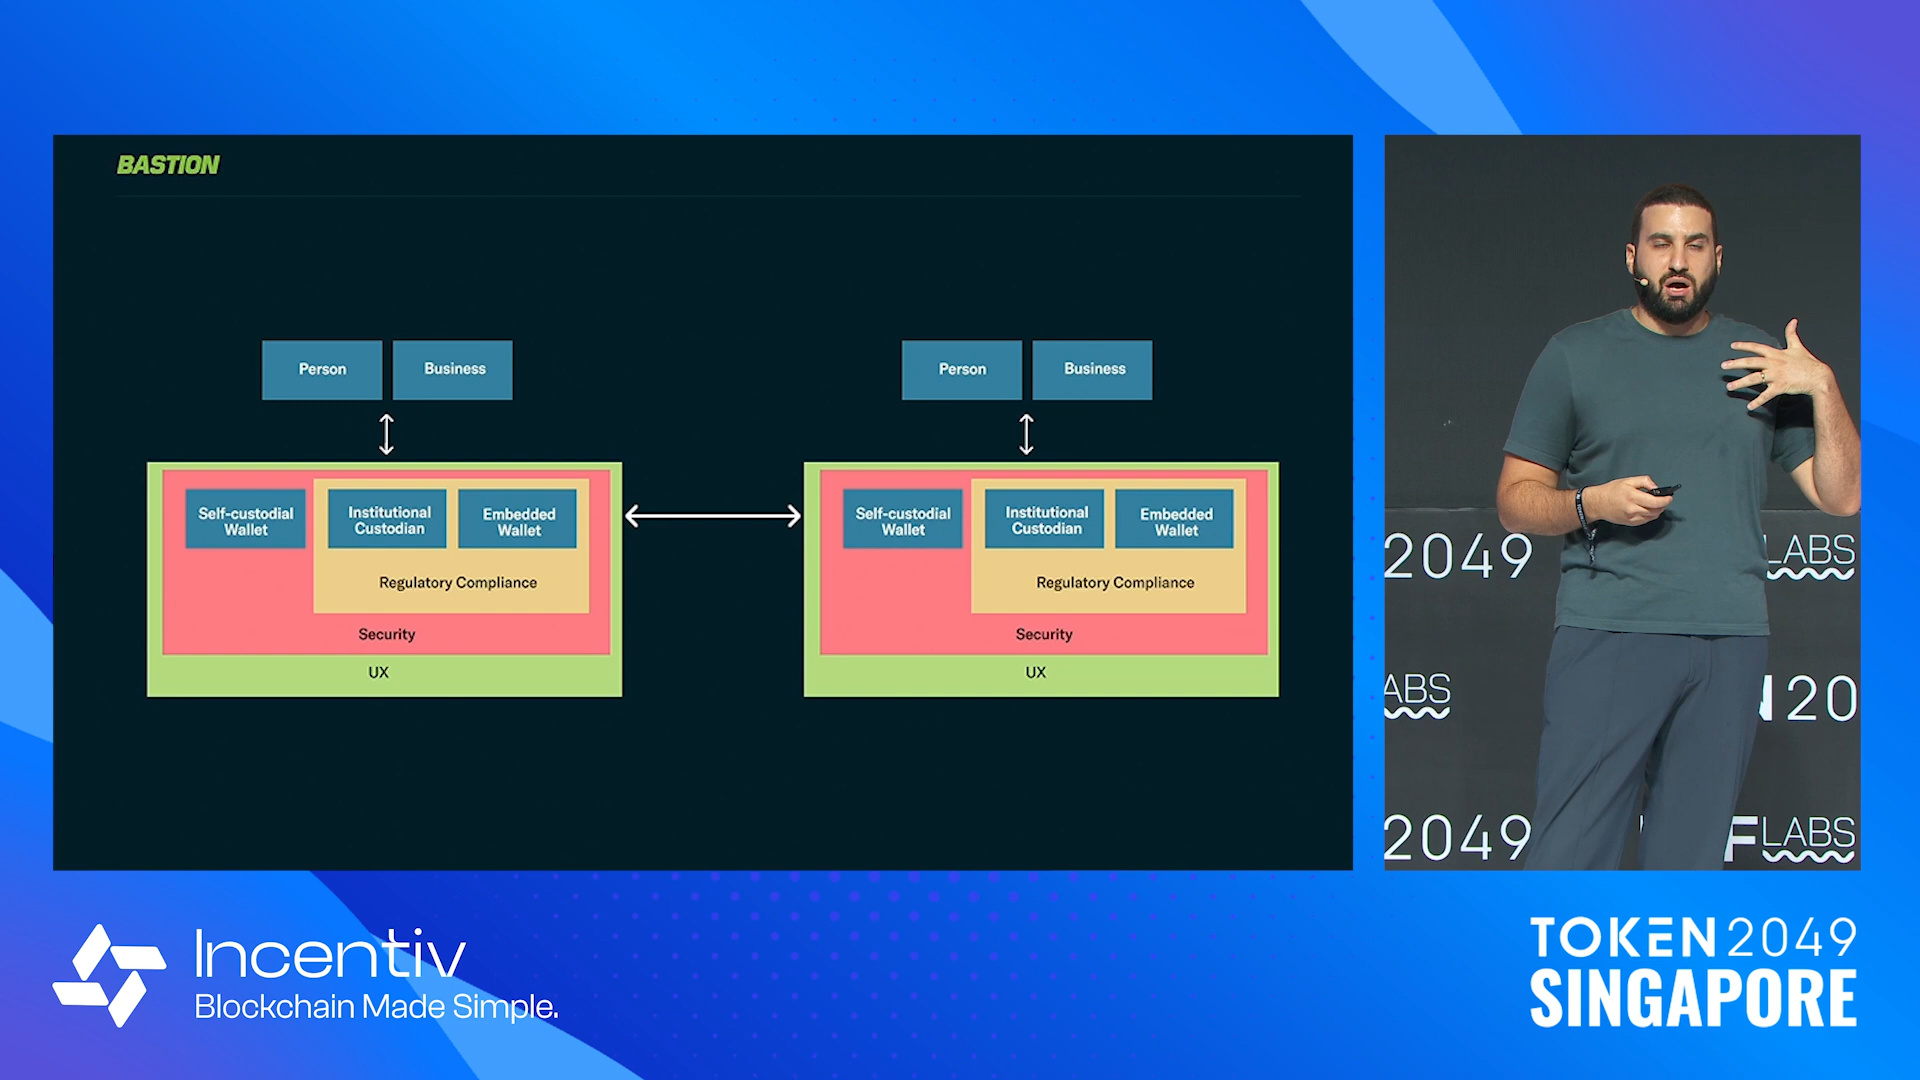 BASTION
Person
Business
Person
Business
Self-custodial
Wallet
Institutional
Custodian
Embedded
Wallet
Regulatory Compliance
Security
UX
Self-custodial
Wallet
Institutional
Custodian
Embedded
Wallet
Regulatory Compliance
Security
UX
2049
LABS
ABS
N 20
2049
F LABS
Incentiv
Blockchain Made Simple.
TOKEN2049
SINGAPORE